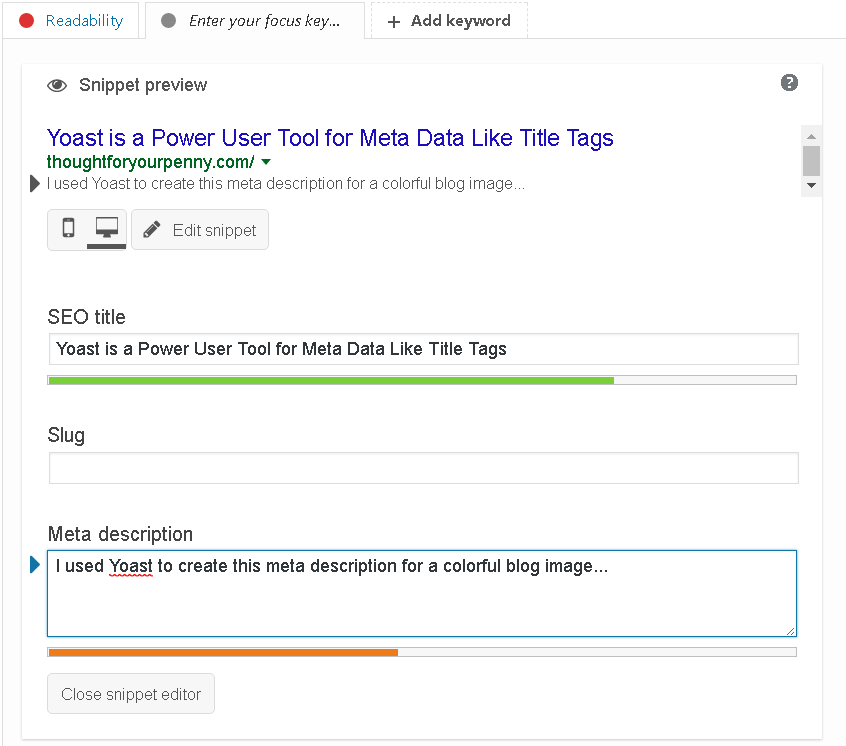 Readability
Enter your focus key...
+ Add keyword
Snippet preview
?
Yoast is a Power User Tool for Meta Data Like Title Tags
thoughtforyourpenny.com/
I used Yoast to create this meta description for a colorful blog image...
Edit snippet
SEO title
Yoast is a Power User Tool for Meta Data Like Title Tags
Slug
Meta description
I used Yoast to create this meta description for a colorful blog image...
Close snippet editor